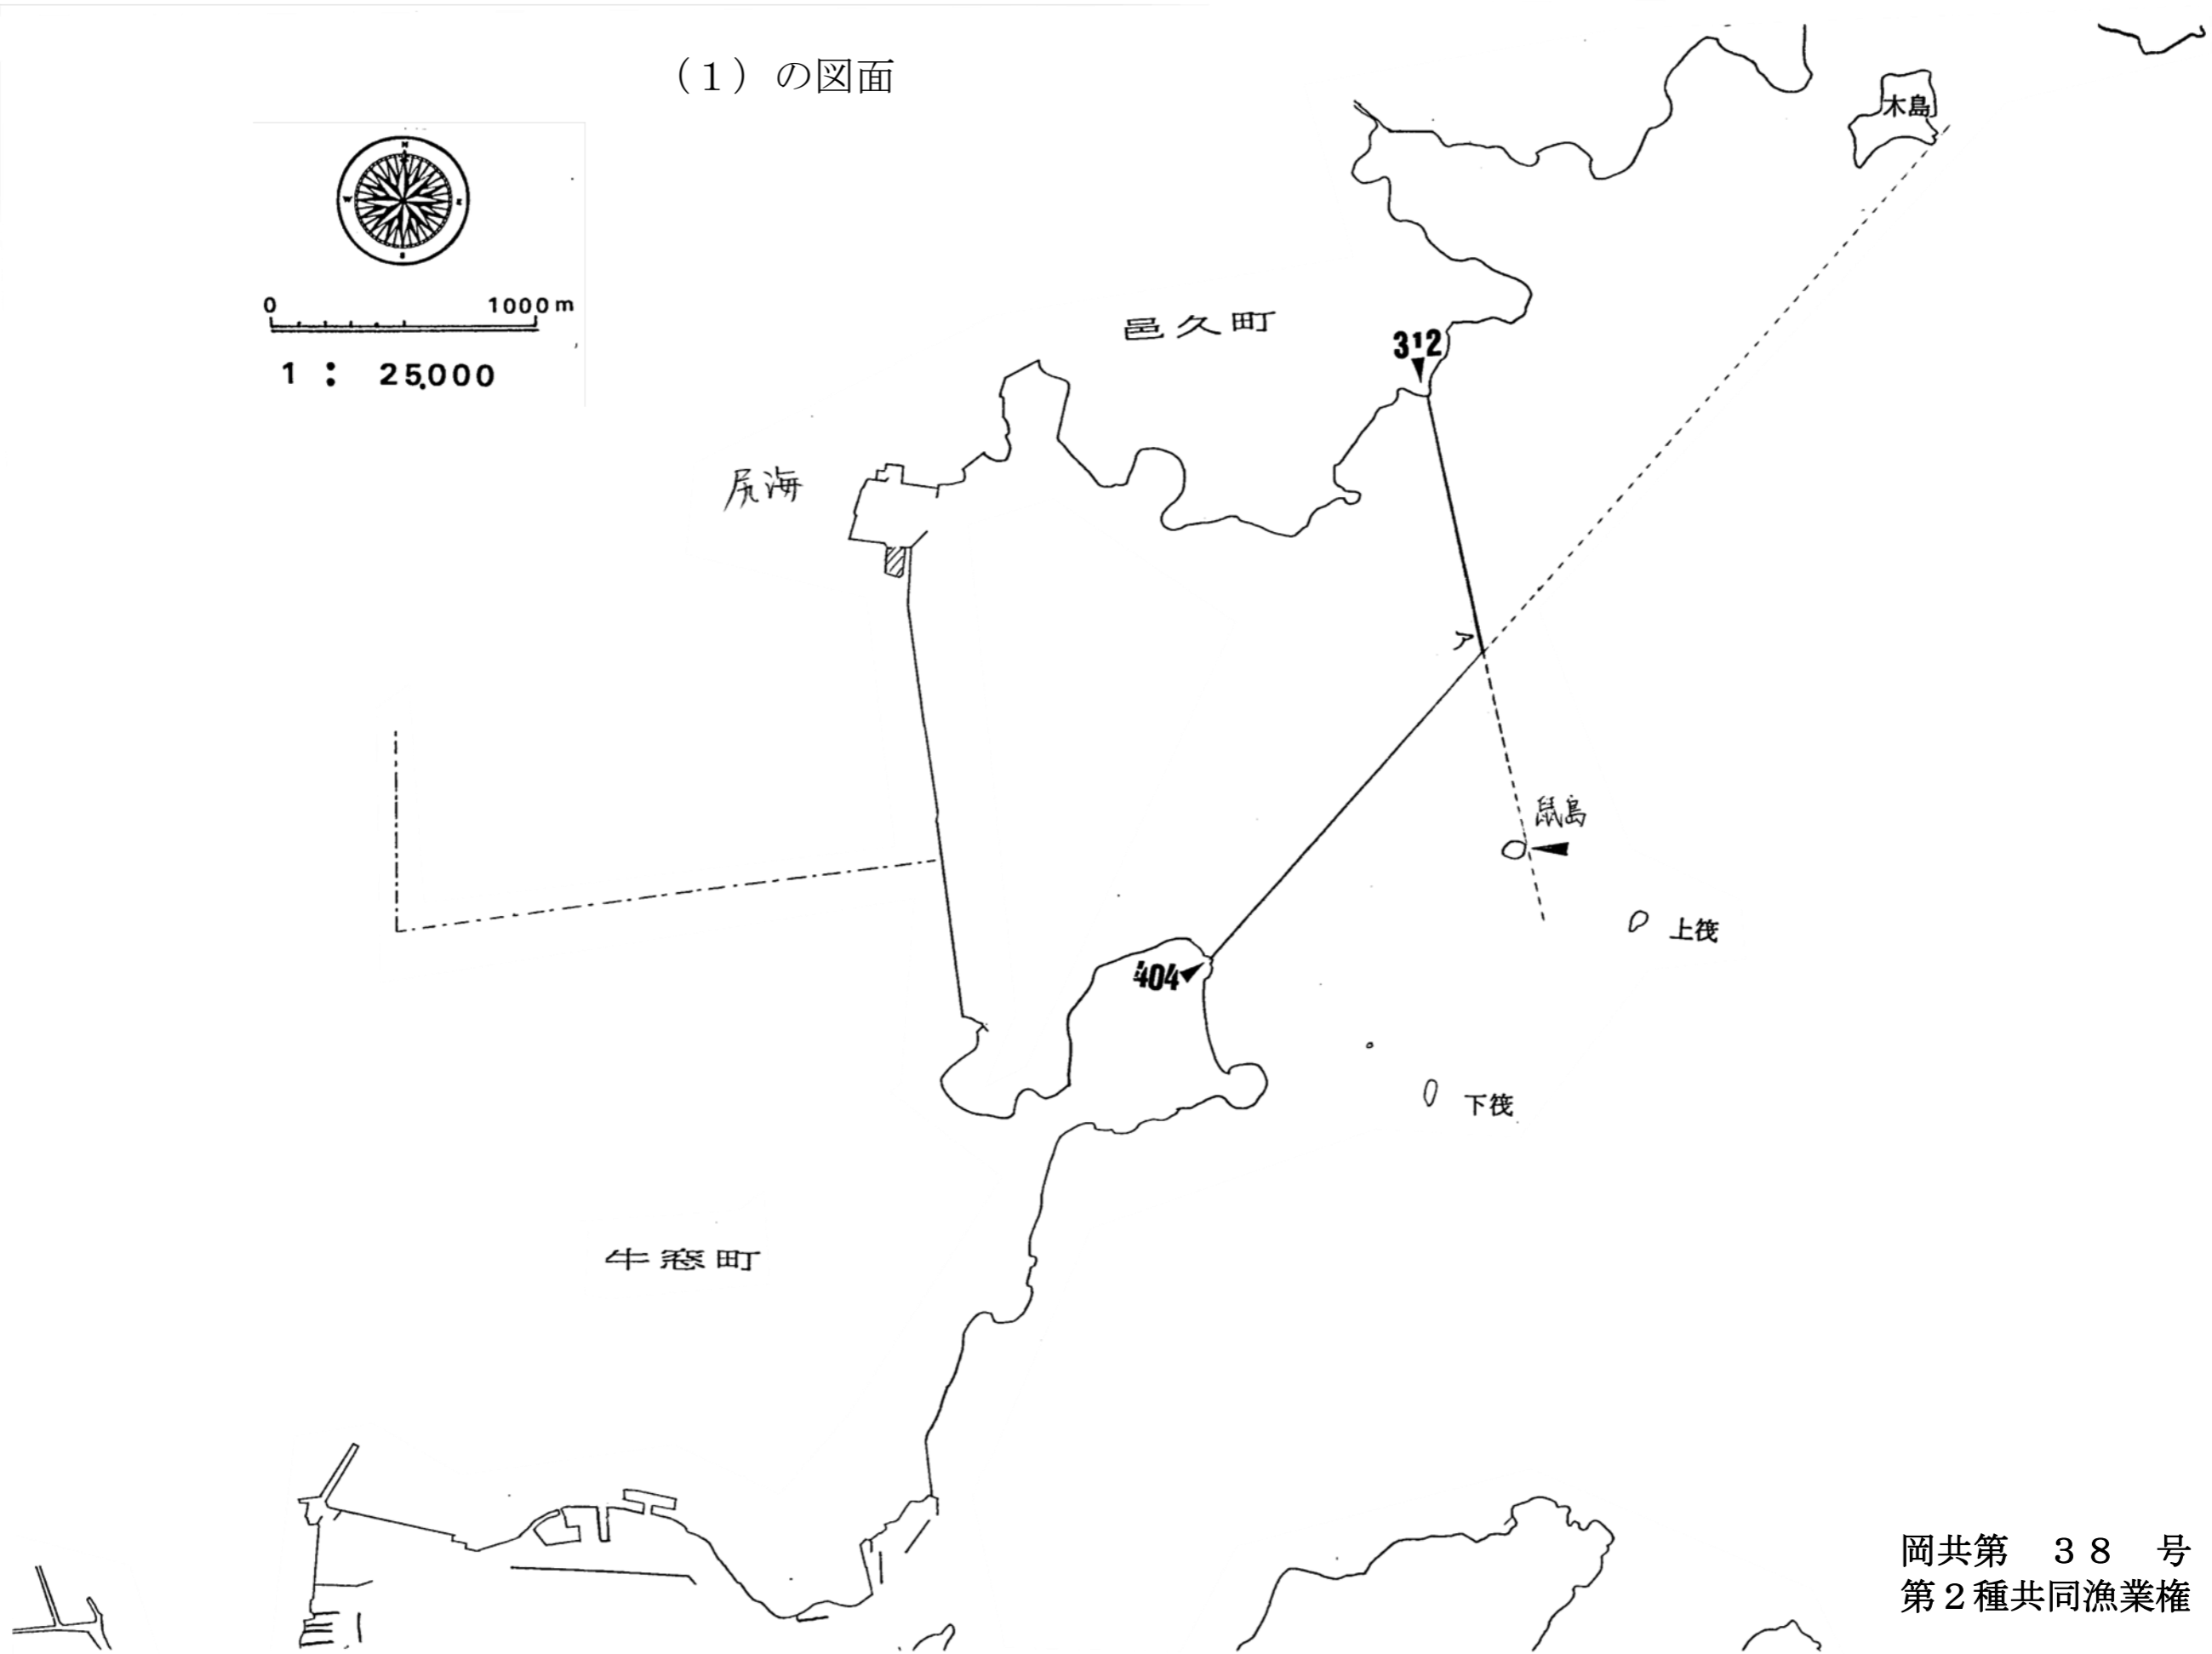 （１）の図面
木島
N
W
E
S
0 1000m
1 : 25,000
邑久町
312
尻海
ア
鼠島
上筏
404
下筏
牛窓町
岡共第 ３８ 号
第２種共同漁業権